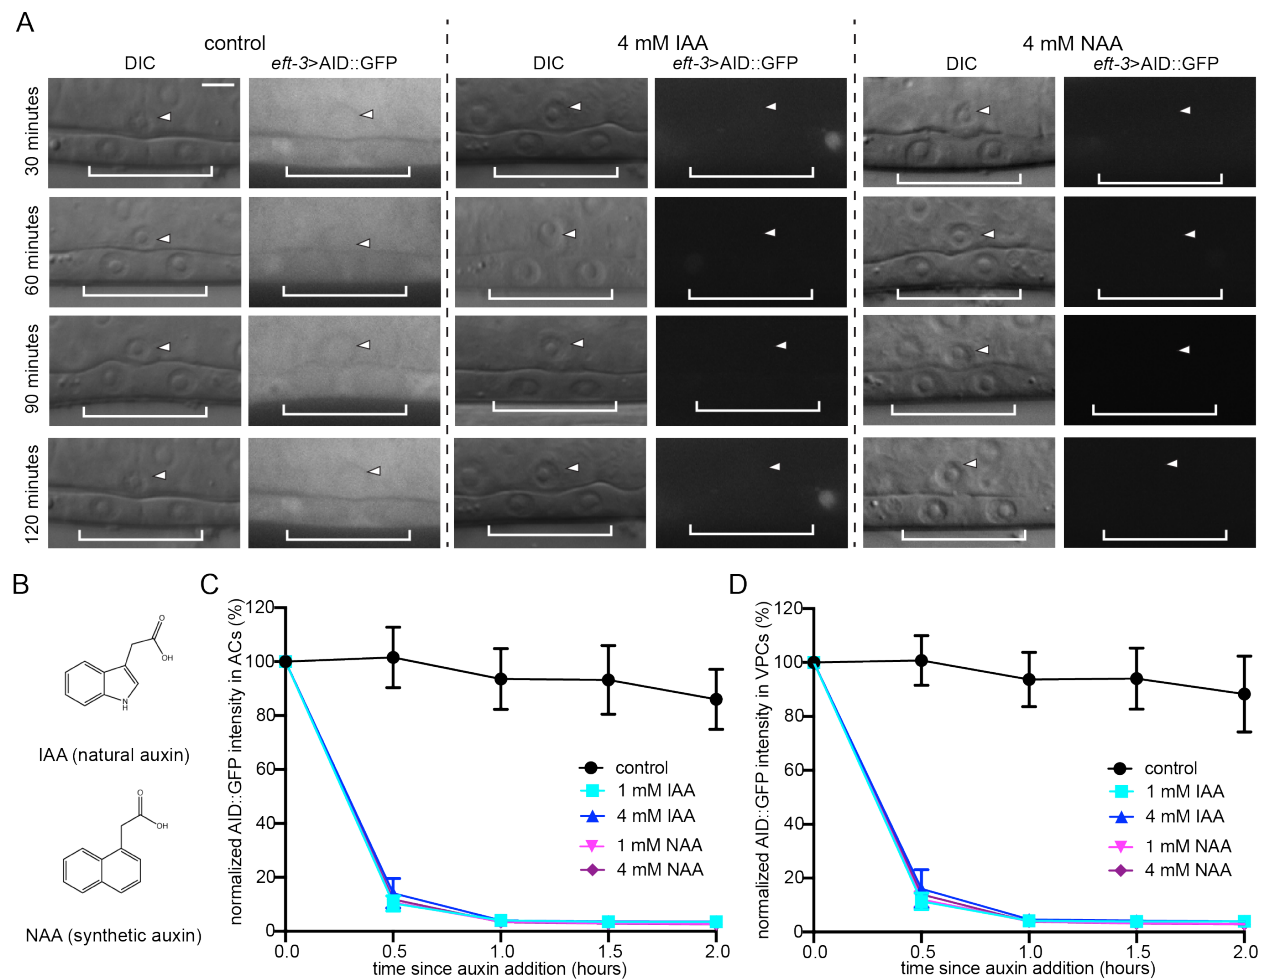 A
control
4 mM IAA
4 mM NAA
DIC
eft-3>AID::GFP
DIC
eft-3>AID::GFP
DIC
eft-3>AID::GFP
30 minutes
60 minutes
90 minutes
120 minutes
B
O
OH
N
H
IAA (natural auxin)
O
OH
NAA (synthetic auxin)
C
normalized AID::GFP intensity in ACs (%)
120
100
80
60
40
20
0
0.0
0.5
1.0
1.5
2.0
time since auxin addition (hours)
control
1 mM IAA
4 mM IAA
1 mM NAA
4 mM NAA
D
normalized AID::GFP intensity in VPCs (%)
120
100
80
60
40
20
0
0.0
0.5
1.0
1.5
2.0
time since auxin addition (hours)
control
1 mM IAA
4 mM IAA
1 mM NAA
4 mM NAA